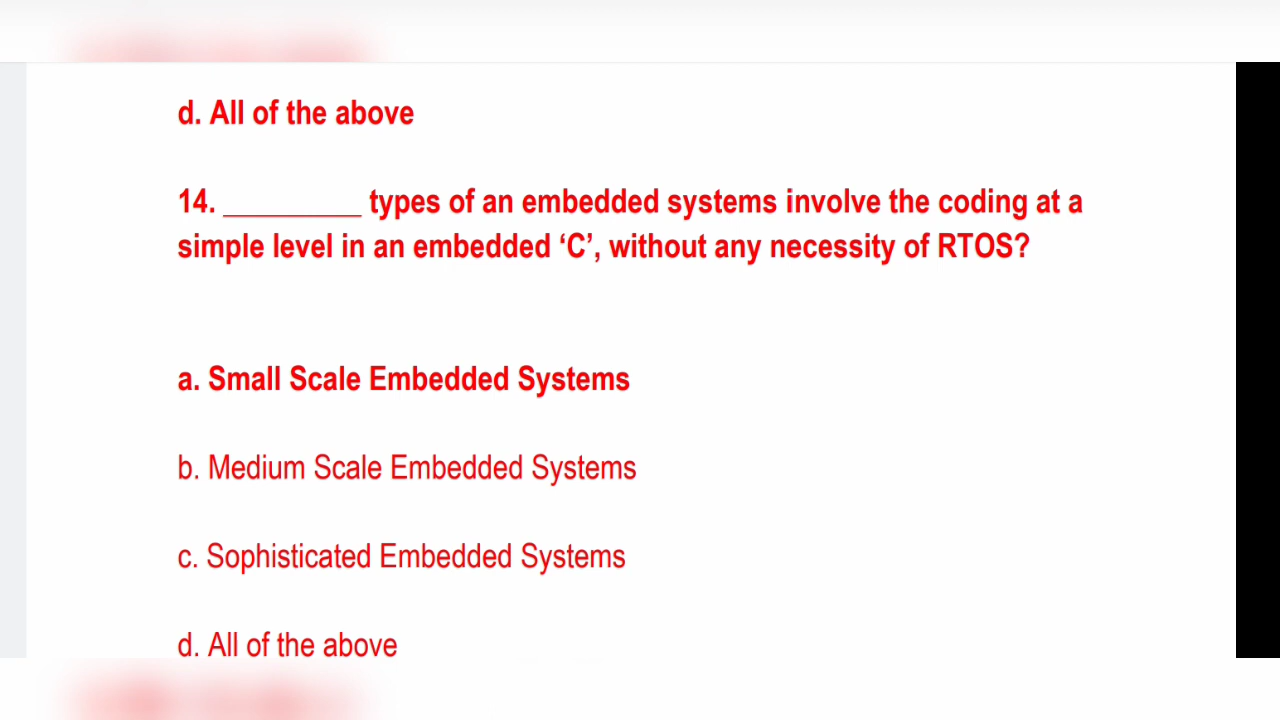 d. All of the above
14. _________ types of an embedded systems involve the coding at a
simple level in an embedded ‘C’, without any necessity of RTOS?
a. Small Scale Embedded Systems
b. Medium Scale Embedded Systems
c. Sophisticated Embedded Systems
d. All of the above